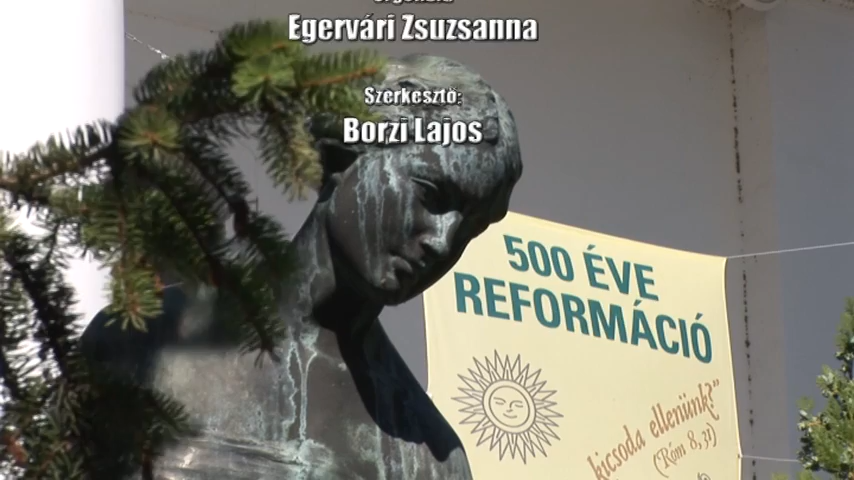 Egervári Zsuzsanna
Szerkesztő:
Borzi Lajos
500 ÉVE
REFORMÁCIÓ
kicsoda ellenünk?"
(Róm 8,31)